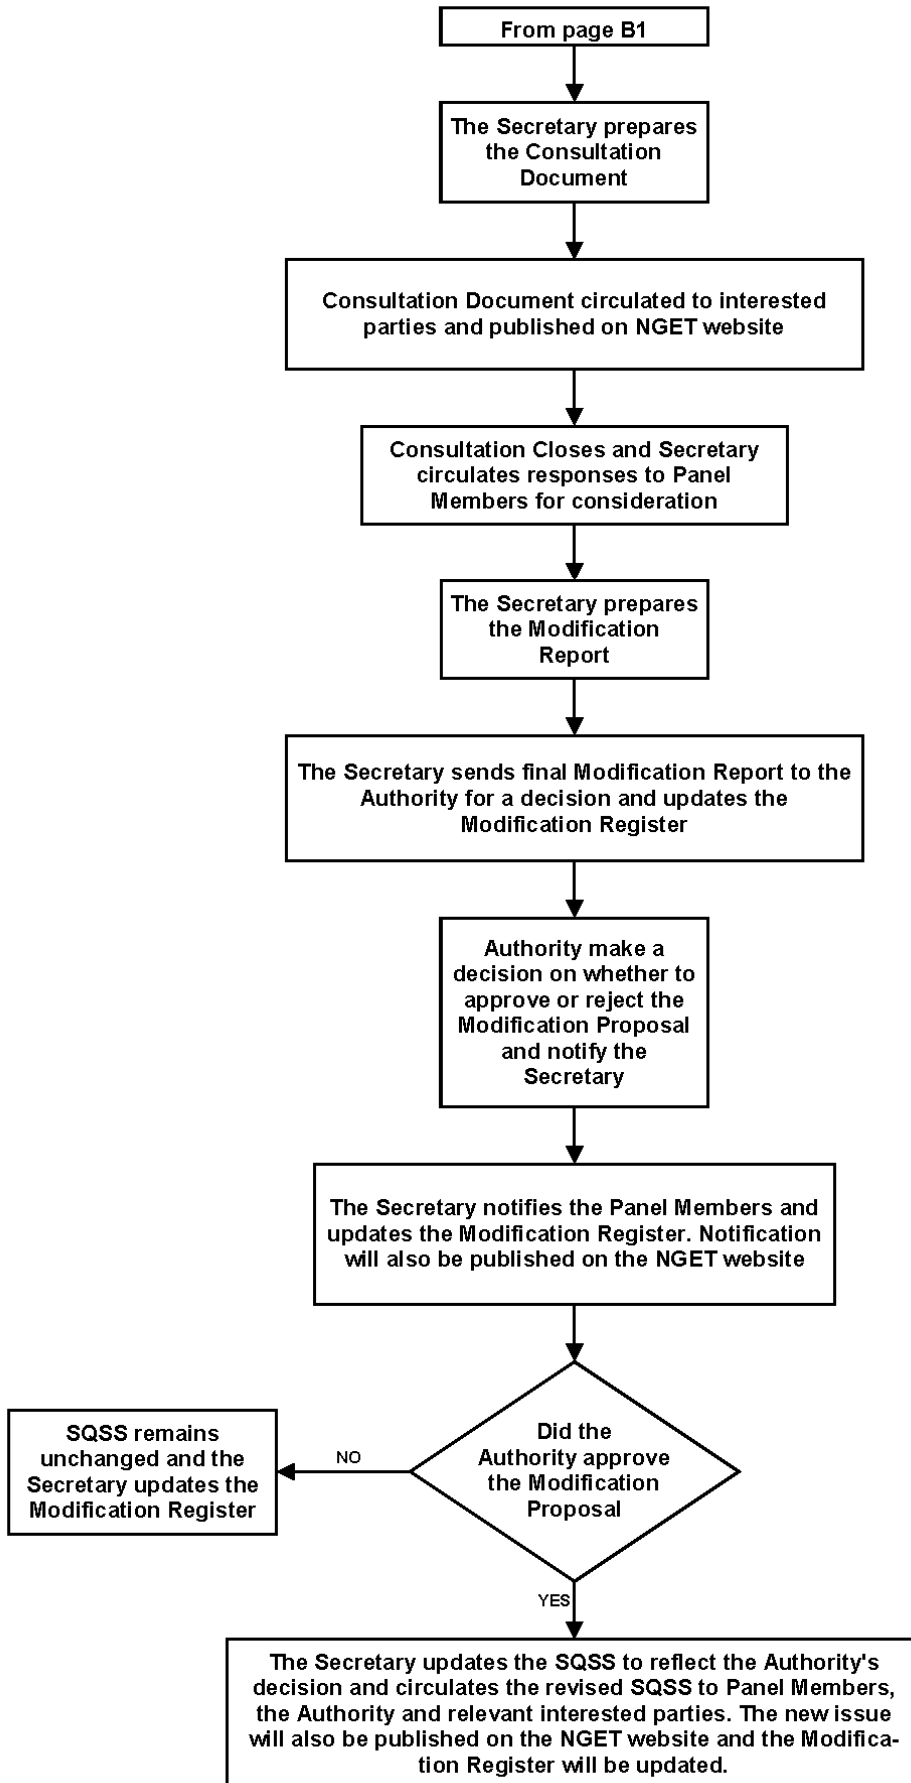 From page B1
The Secretary prepares
the Consultation
Document
Consultation Document circulated to interested
parties and published on NGET website
Consultation Closes and Secretary
circulates responses to Panel
Members for consideration
The Secretary prepares
the Modification
Report
The Secretary sends final Modification Report to the
Authority for a decision and updates the
Modification Register
Authority make a
decision on whether to
approve or reject the
Modification Proposal
and notify the
Secretary
The Secretary notifies the Panel Members and
updates the Modification Register. Notification
will also be published on the NGET website
Did the
Authority approve
the Modification
Proposal
NO
SQSS remains
unchanged and the
Secretary updates the
Modification Register
YES
The Secretary updates the SQSS to reflect the Authority's
decision and circulates the revised SQSS to Panel Members,
the Authority and relevant interested parties. The new issue
will also be published on the NGET website and the Modifica-
tion Register will be updated.